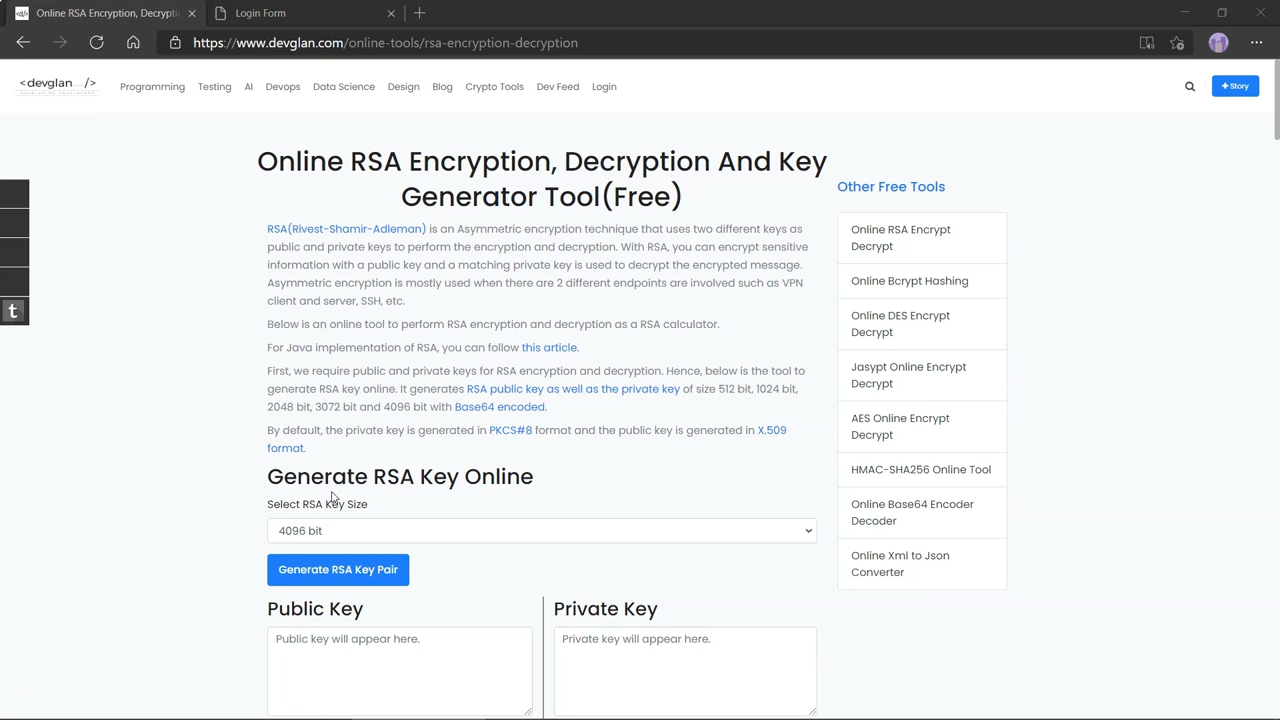 Online RSA Encryption, Decrypti
Login Form
https://www.devglan.com/online-tools/rsa-encryption-decryption
<devglan />
Programming Testing AI Devops Data Science Design Blog Crypto Tools Dev Feed Login
+ Story
Online RSA Encryption, Decryption And Key
Generator Tool(Free)
RSA(Rivest-Shamir-Adleman) is an Asymmetric encryption technique that uses two different keys as
public and private keys to perform the encryption and decryption. With RSA, you can encrypt sensitive
information with a public key and a matching private key is used to decrypt the encrypted message.
Asymmetric encryption is mostly used when there are 2 different endpoints are involved such as VPN
client and server, SSH, etc.
Below is an online tool to perform RSA encryption and decryption as a RSA calculator.
For Java implementation of RSA, you can follow this article.
First, we require public and private keys for RSA encryption and decryption. Hence, below is the tool to
generate RSA key online. It generates RSA public key as well as the private key of size 512 bit, 1024 bit,
2048 bit, 3072 bit and 4096 bit with Base64 encoded.
By default, the private key is generated in PKCS#8 format and the public key is generated in X.509
format.
Generate RSA Key Online
Select RSA Key Size
4096 bit
Generate RSA Key Pair
Public Key
Public key will appear here.
Private Key
Private key will appear here.
Other Free Tools
Online RSA Encrypt
Decrypt
Online Bcrypt Hashing
Online DES Encrypt
Decrypt
Jasypt Online Encrypt
Decrypt
AES Online Encrypt
Decrypt
HMAC-SHA256 Online Tool
Online Base64 Encoder
Decoder
Online Xml to Json
Converter
t